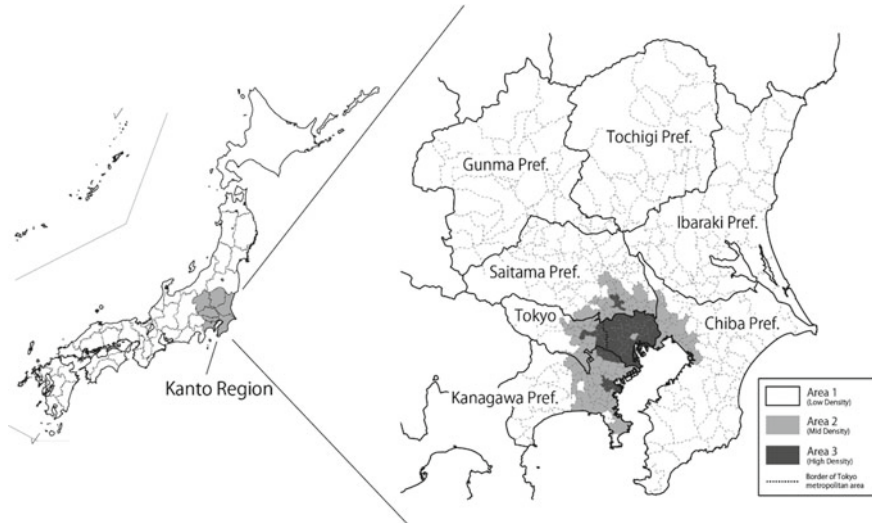 Kanto Region
Gunma Pref.
Tochigi Pref.
Ibaraki Pref.
Saitama Pref.
Tokyo
Chiba Pref.
Kanagawa Pref.
Area 1
(Low Density)
Area 2
(Mid Density)
Area 3
(High Density)
Border of Tokyo
metropolitan area